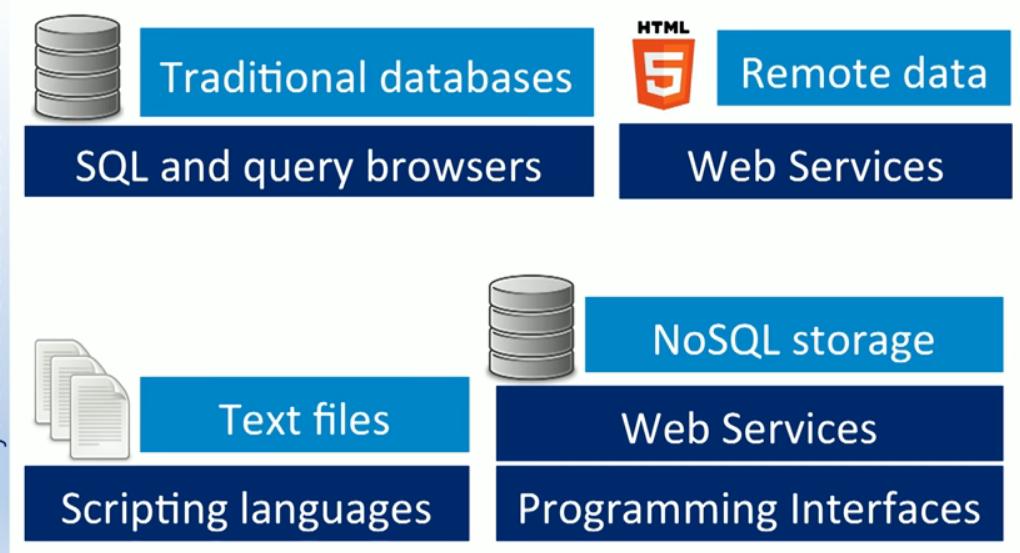 Traditional databases
SQL and query browsers
HTML
5
Remote data
Web Services
Text files
Scripting languages
NoSQL storage
Web Services
Programming Interfaces